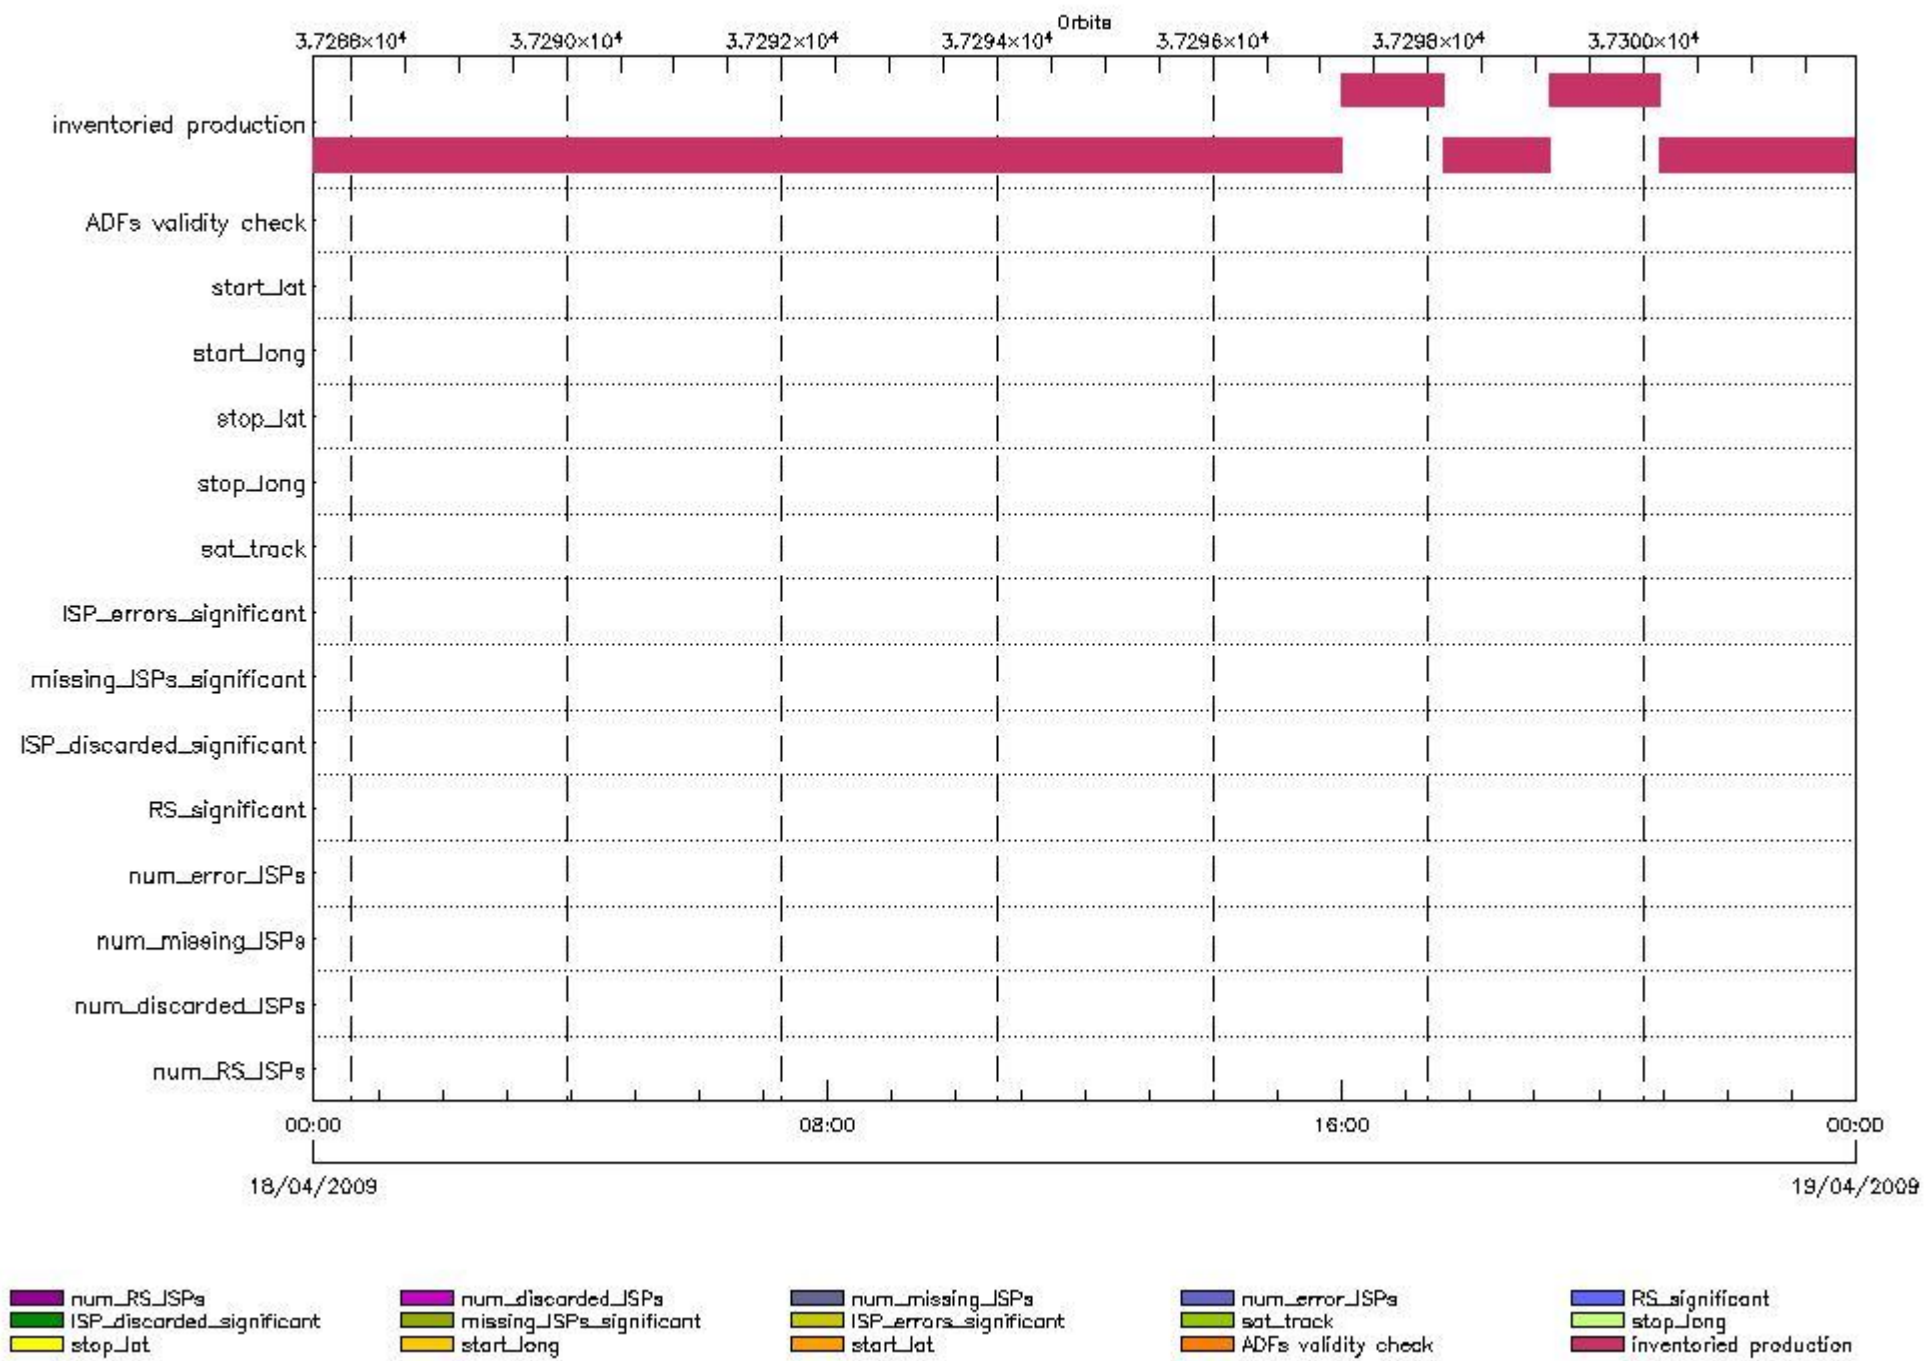 Orbits
3.7288×10⁴ 3.7290×10⁴ 3.7292×10⁴ 3.7294×10⁴ 3.7296×10⁴ 3.7298×10⁴ 3.7300×10⁴
inventoried production
ADFs validity check
start_lat
start_long
stop_lat
stop_long
sat_track
ISP_errors_significant
missing_ISPs_significant
ISP_discarded_significant
RS_significant
num_error_ISPs
num_missing_ISPs
num_discarded_ISPs
num_RS_ISPs
00:00 08:00 16:00 00:00
18/04/2009 19/04/2009
num_RS_ISPs num_discarded_ISPs num_missing_ISPs num_error_ISPs RS_significant
ISP_discarded_significant missing_ISPs_significant ISP_errors_significant sat_track stop_long
stop_lat start_long start_lat ADFs validity check inventoried production